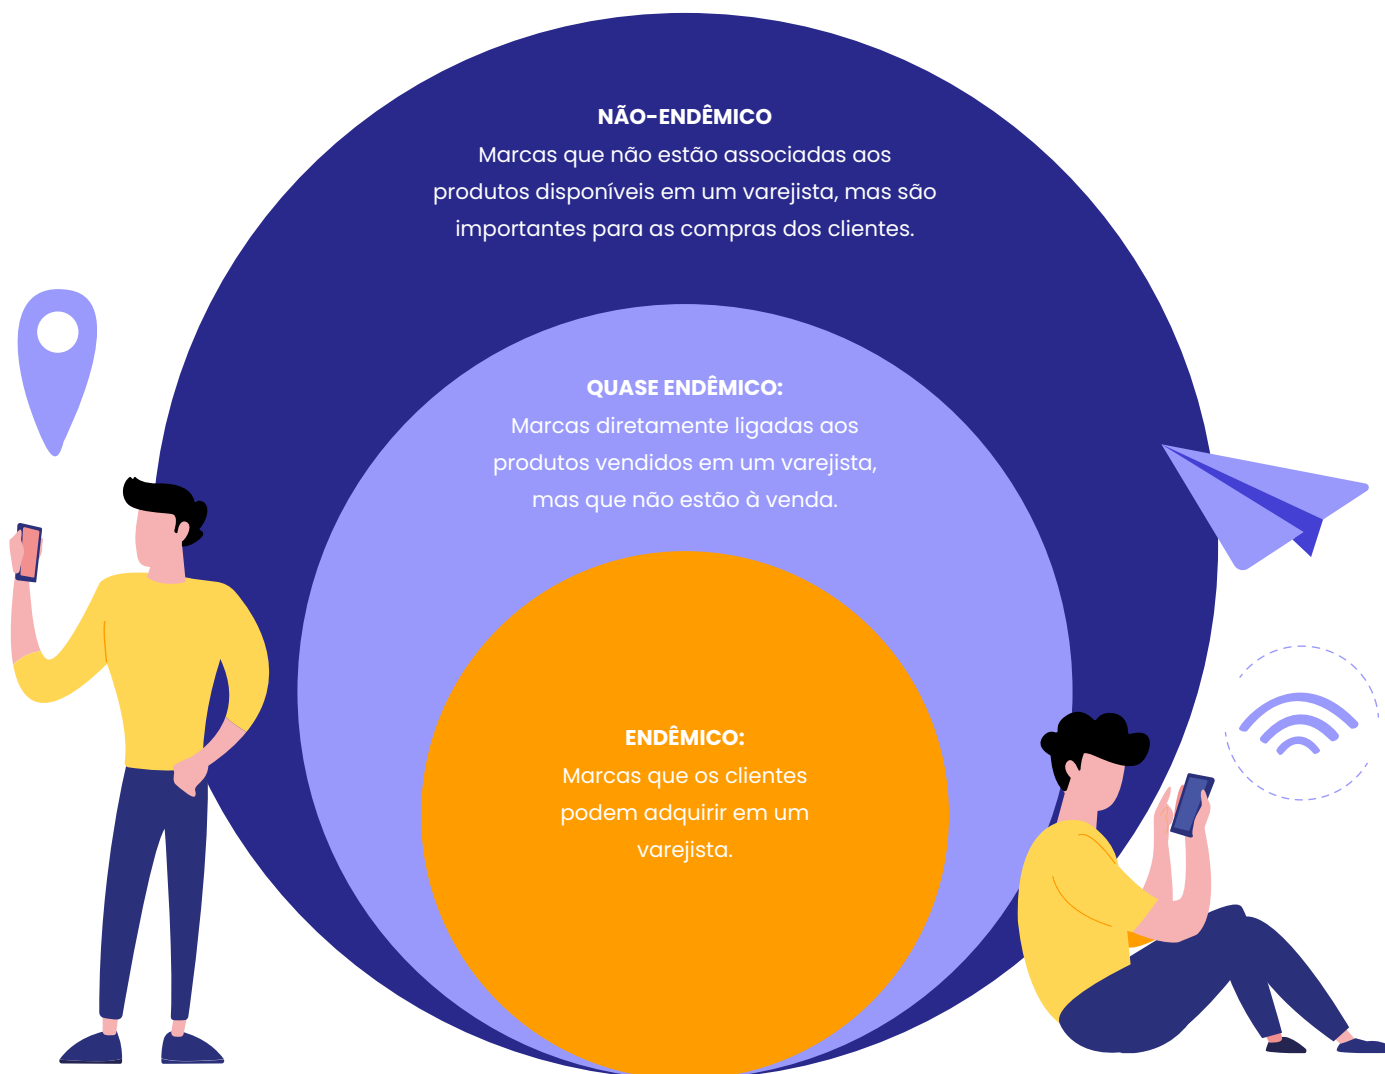 NÃO-ENDÊMICO
Marcas que não estão associadas aos
produtos disponíveis em um varejista, mas são
importantes para as compras dos clientes.
QUASE ENDÊMICO:
Marcas diretamente ligadas aos
produtos vendidos em um varejista,
mas que não estão à venda.
ENDÊMICO:
Marcas que os clientes
podem adquirir em um
varejista.